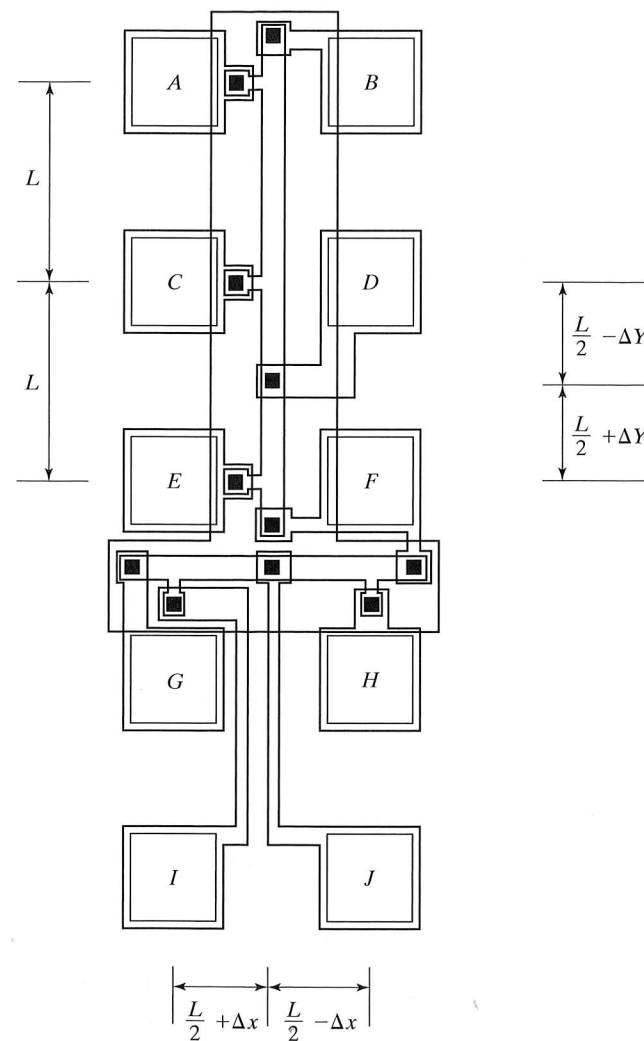 A B
L
C D
L/2 −ΔY
L
L/2 +ΔY
E F
G H
I J
L/2 +Δx L/2 −Δx